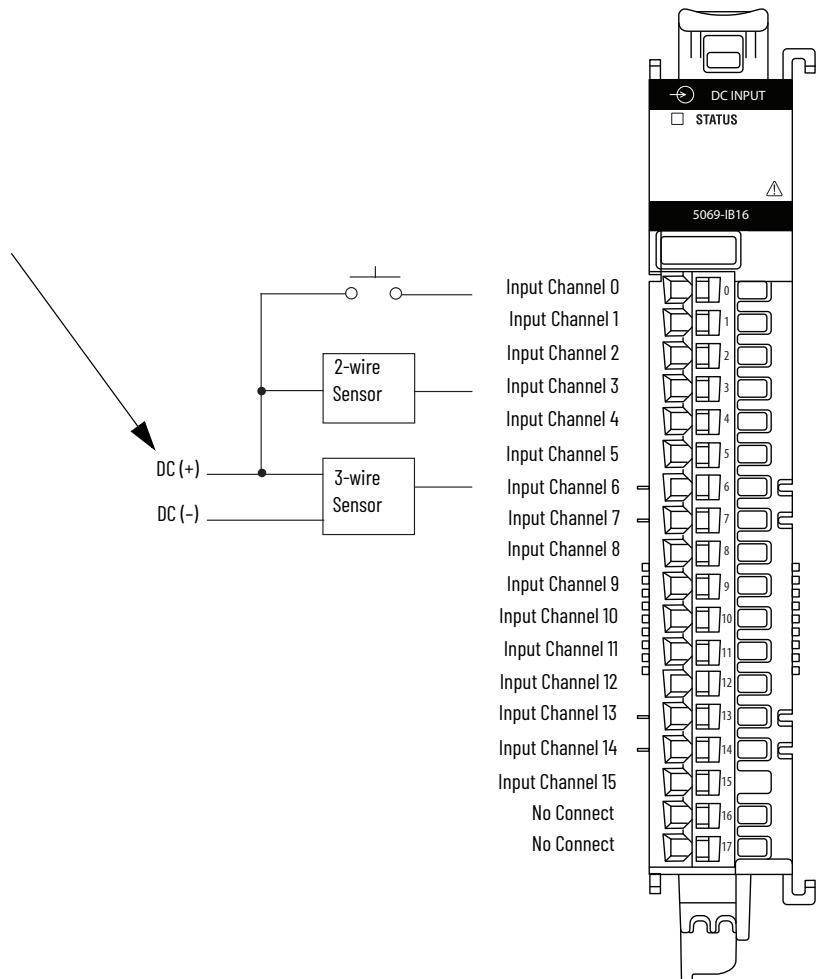 DC INPUT
STATUS
5069-IB16
Input Channel 0
0
Input Channel 1
1
Input Channel 2
2
2-wire
Sensor
Input Channel 3
3
Input Channel 4
4
Input Channel 5
5
DC (+)
3-wire
Sensor
Input Channel 6
6
DC (–)
Input Channel 7
7
Input Channel 8
8
Input Channel 9
9
Input Channel 10
10
Input Channel 11
11
Input Channel 12
12
Input Channel 13
13
Input Channel 14
14
Input Channel 15
15
No Connect
16
No Connect
17